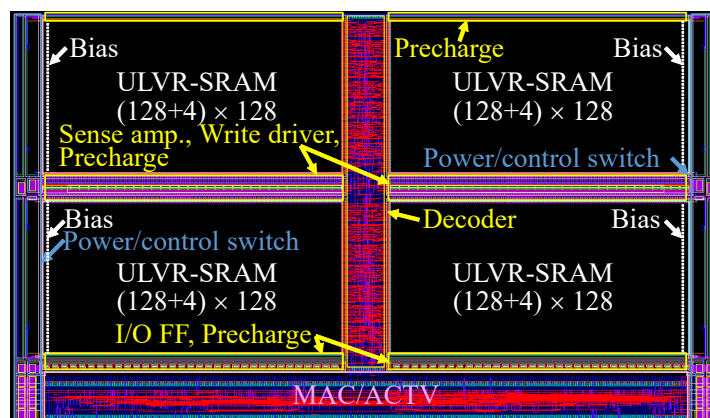 Bias
Precharge
Bias
ULVR-SRAM
(128+4) × 128
ULVR-SRAM
(128+4) × 128
Sense amp., Write driver,
Precharge
Power/control switch
Bias
Decoder
Bias
Power/control switch
ULVR-SRAM
(128+4) × 128
ULVR-SRAM
(128+4) × 128
I/O FF, Precharge
MAC/ACTV